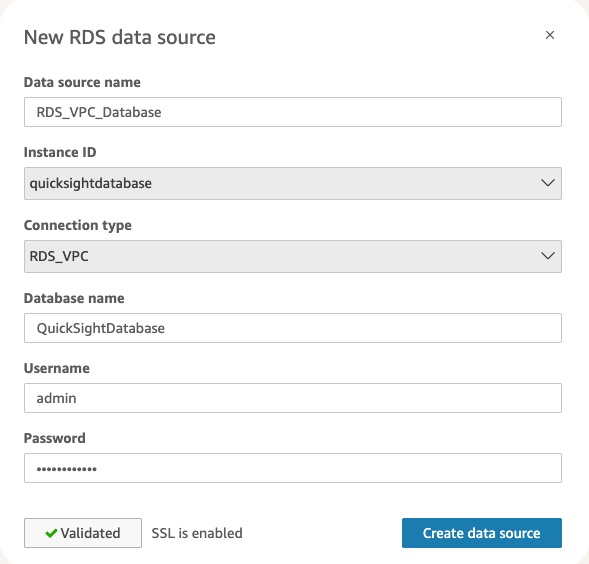 New RDS data source
Data source name
RDS_VPC_Database
Instance ID
quicksightdatabase
Connection type
RDS_VPC
Database name
QuickSightDatabase
Username
admin
Password
••••••••••••
Validated SSL is enabled Create data source